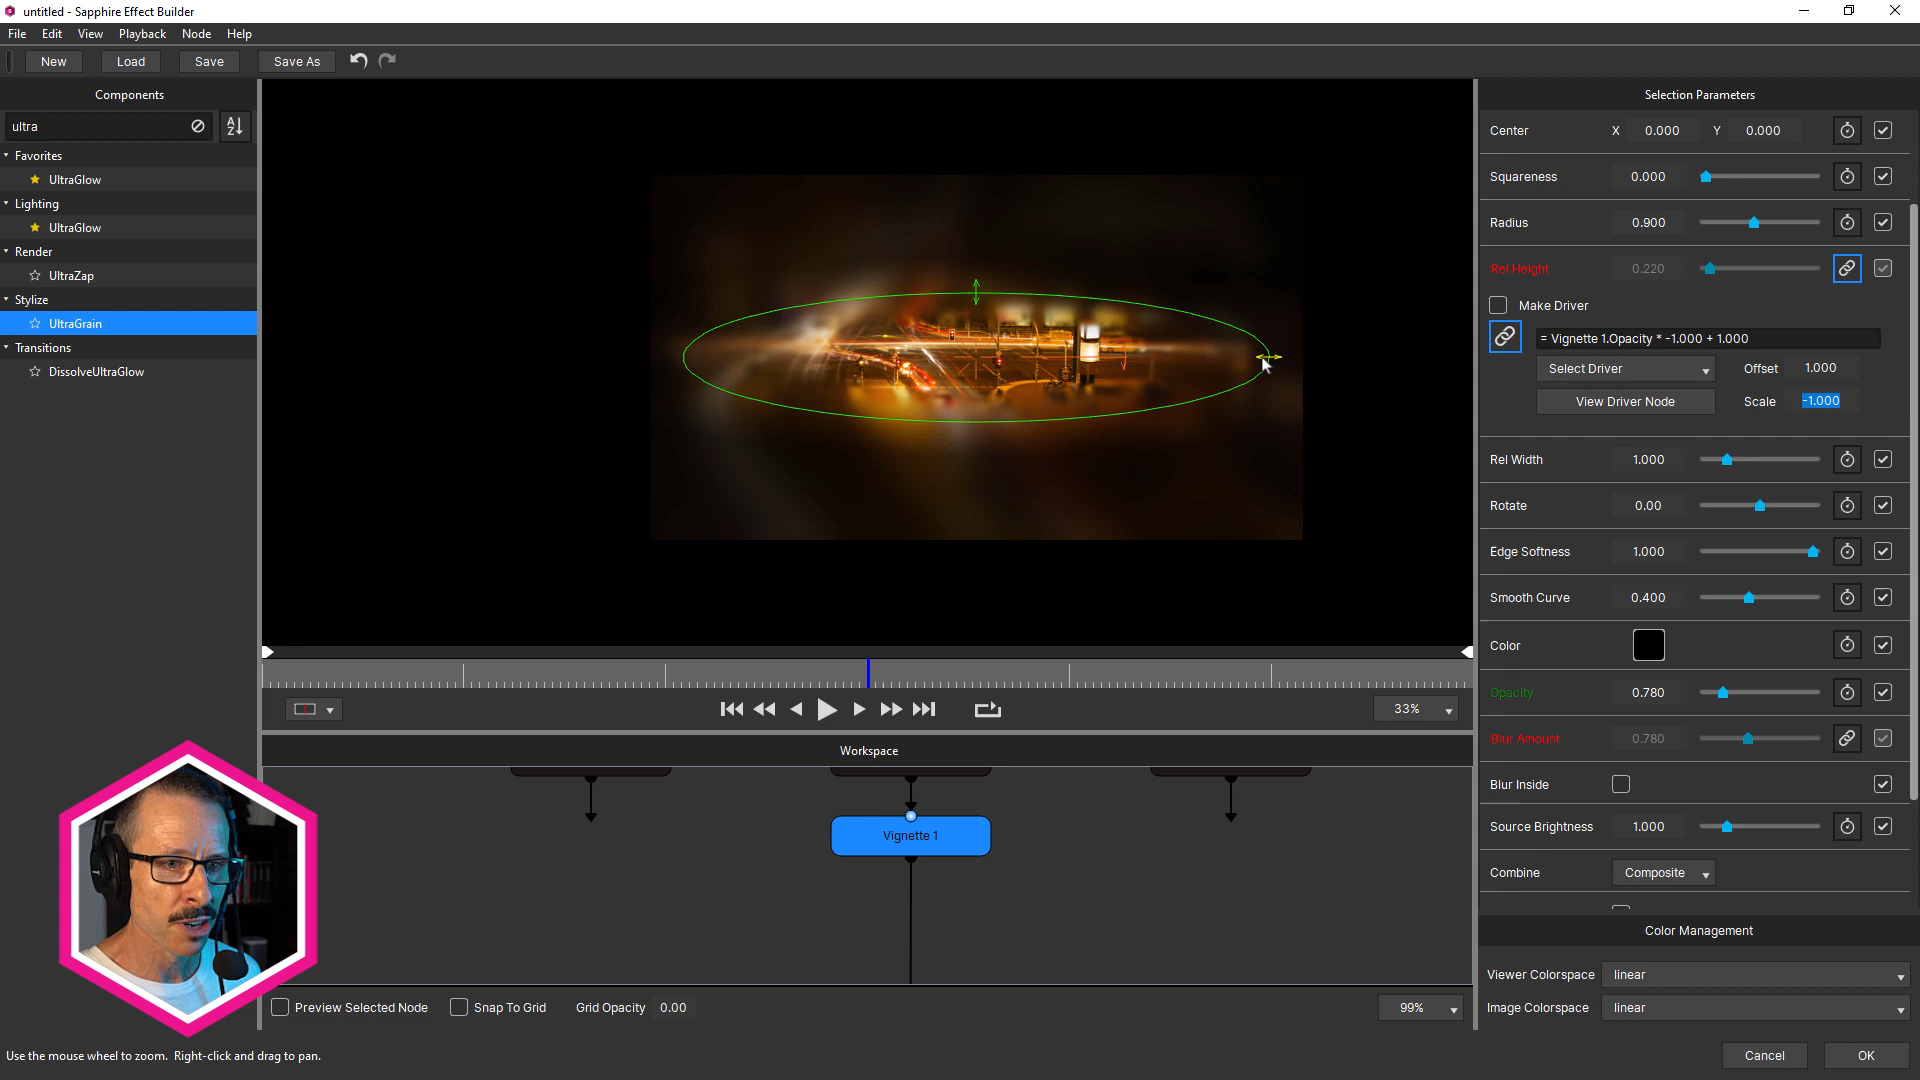 untitled - Sapphire Effect Builder
File Edit View Playback Node Help
New Load Save Save As
Components
ultra
Favorites
UltraGlow
Lighting
UltraGlow
Render
UltraZap
Stylize
UltraGrain
Transitions
DissolveUltraGlow
33%
Workspace
Vignette 1
Preview Selected Node Snap To Grid Grid Opacity 0.00 99%
Use the mouse wheel to zoom. Right-click and drag to pan.
Selection Parameters
Center X 0.000 Y 0.000
Squareness 0.000
Radius 0.900
Rel Height 0.220
Make Driver
= Vignette 1.Opacity * -1.000 + 1.000
Select Driver Offset 1.000
View Driver Node Scale -1.000
Rel Width 1.000
Rotate 0.00
Edge Softness 1.000
Smooth Curve 0.400
Color
Opacity 0.780
Blur Amount 0.780
Blur Inside
Source Brightness 1.000
Combine Composite
Color Management
Viewer Colorspace linear
Image Colorspace linear
Cancel OK